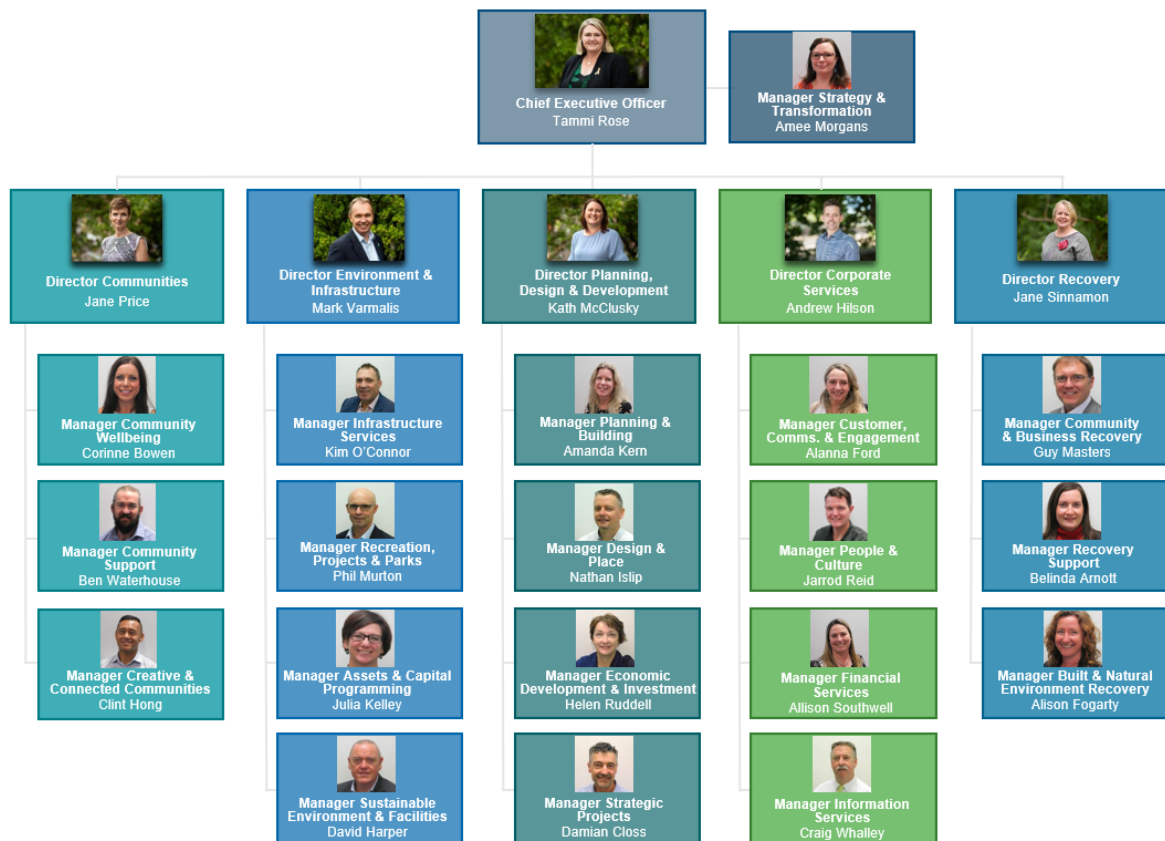 Chief Executive Officer
Tammi Rose
Manager Strategy &
Transformation
Amee Morgans
Director Communities
Jane Price
Director Environment &
Infrastructure
Mark Varmalis
Director Planning,
Design & Development
Kath McClusky
Director Corporate
Services
Andrew Hilson
Director Recovery
Jane Sinnamon
Manager Community
Wellbeing
Corinne Bowen
Manager Infrastructure
Services
Kim O'Connor
Manager Planning &
Building
Amanda Kern
Manager Customer,
Comms. & Engagement
Alanna Ford
Manager Community
& Business Recovery
Guy Masters
Manager Community
Support
Ben Waterhouse
Manager Recreation,
Projects & Parks
Phil Murton
Manager Design &
Place
Nathan Islip
Manager People &
Culture
Jarrod Reid
Manager Recovery
Support
Belinda Arnott
Manager Creative &
Connected Communities
Clint Hong
Manager Assets & Capital
Programming
Julia Kelley
Manager Economic
Development & Investment
Helen Ruddell
Manager Financial
Services
Allison Southwell
Manager Built & Natural
Environment Recovery
Alison Fogarty
Manager Sustainable
Environment & Facilities
David Harper
Manager Strategic
Projects
Damian Closs
Manager Information
Services
Craig Whalley